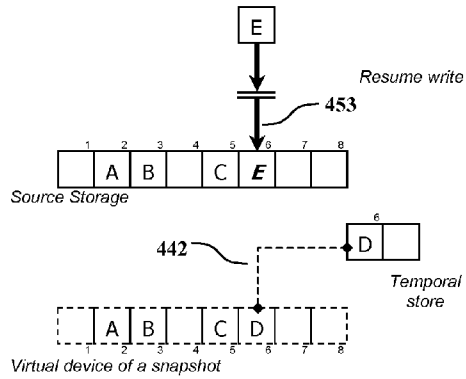 E
Resume write
453
1 2 3 4 5 6 7 8
A B C E
Source Storage
6
442
D
Temporal
store
A B C D
1 2 3 4 5 6 7 8
Virtual device of a snapshot